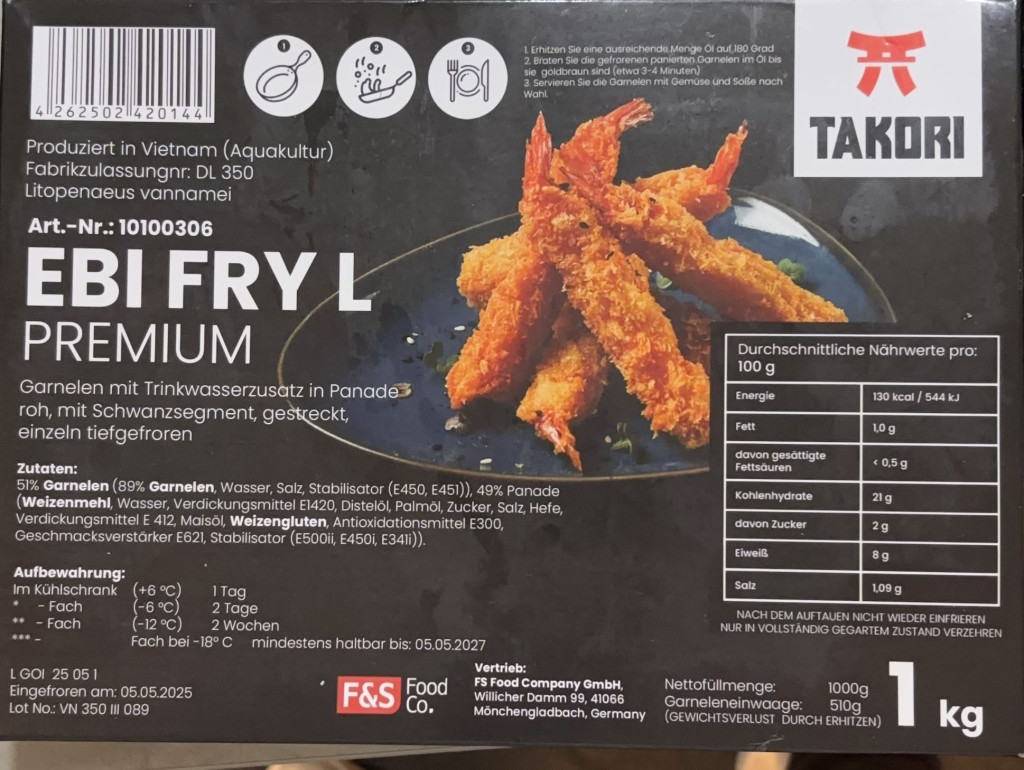 4 262502 420144
1
2
3
1. Erhitzen Sie eine ausreichende Menge Öl auf 180 Grad
2. Braten Sie die gefrorenen panierten Garnelen im Öl bis
sie goldbraun sind (etwa 3-4 Minuten)
3. Servieren Sie die Garnelen mit Gemüse und Soße nach
Wahl.
TAKORI
Produziert in Vietnam (Aquakultur)
Fabrikzulassungnr: DL 350
Litopenaeus vannamei
Art.-Nr.: 10100306
EBI FRY L
PREMIUM
Garnelen mit Trinkwasserzusatz in Panade
roh, mit Schwanzsegment, gestreckt,
einzeln tiefgefroren
Zutaten:
51% Garnelen (89% Garnelen, Wasser, Salz, Stabilisator (E450, E451)), 49% Panade
(Weizenmehl, Wasser, Verdickungsmittel E1420, Distelöl, Palmöl, Zucker, Salz, Hefe,
Verdickungsmittel E 412, Maisöl, Weizengluten, Antioxidationsmittel E300,
Geschmacksverstärker E621, Stabilisator (E500ii, E450i, E341i)).
Aufbewahrung:
Im Kühlschrank (+6 °C) 1 Tag
* - Fach (-6 °C) 2 Tage
** - Fach (-12 °C) 2 Wochen
*** - Fach bei -18° C mindestens haltbar bis: 05.05.2027
L GOI 25 05 1
Eingefroren am: 05.05.2025
Lot No.: VN 350 III 089
F&S Food
Co.
Vertrieb:
FS Food Company GmbH,
Willicher Damm 99, 41066
Mönchengladbach, Germany
Durchschnittliche Nährwerte pro:
100 g
Energie 130 kcal / 544 kJ
Fett 1,0 g
davon gesättigte
Fettsäuren < 0,5 g
Kohlenhydrate 21 g
davon Zucker 2 g
Eiweiß 8 g
Salz 1,09 g
NACH DEM AUFTAUEN NICHT WIEDER EINFRIEREN
NUR IN VOLLSTÄNDIG GEGARTEM ZUSTAND VERZEHREN
Nettofüllmenge: 1000g
Garneleneinwaage: 510g
(GEWICHTSVERLUST DURCH ERHITZEN)
1 kg